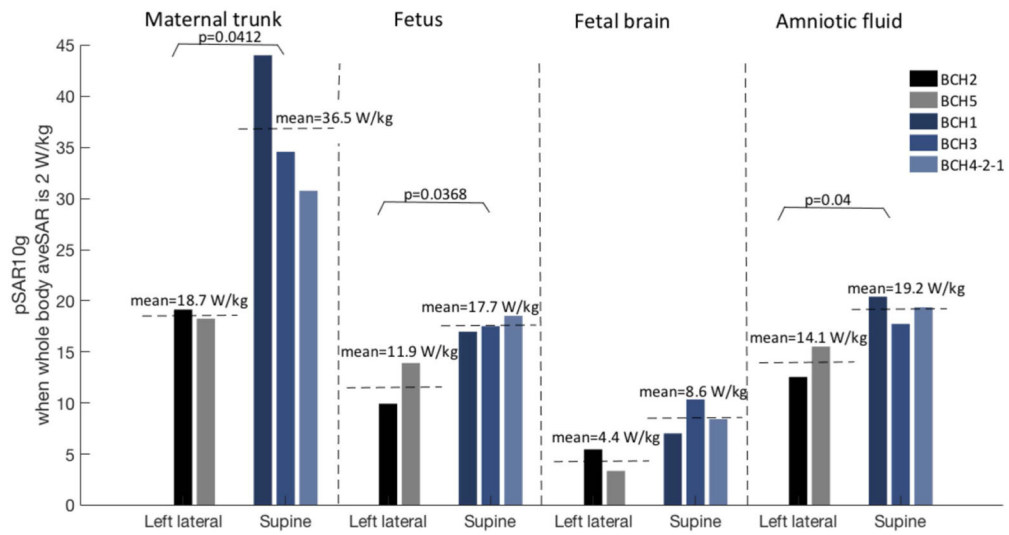 Maternal trunk
Fetus
Fetal brain
Amniotic fluid
p=0.0412
45
40
35
30
25
20
15
10
5
0
pSAR10g
when whole body aveSAR is 2 W/kg
mean=18.7 W/kg
mean=36.5 W/kg
p=0.0368
mean=11.9 W/kg
mean=17.7 W/kg
mean=4.4 W/kg
mean=8.6 W/kg
p=0.04
mean=14.1 W/kg
mean=19.2 W/kg
BCH2
BCH5
BCH1
BCH3
BCH4-2-1
Left lateral
Supine
Left lateral
Supine
Left lateral
Supine
Left lateral
Supine